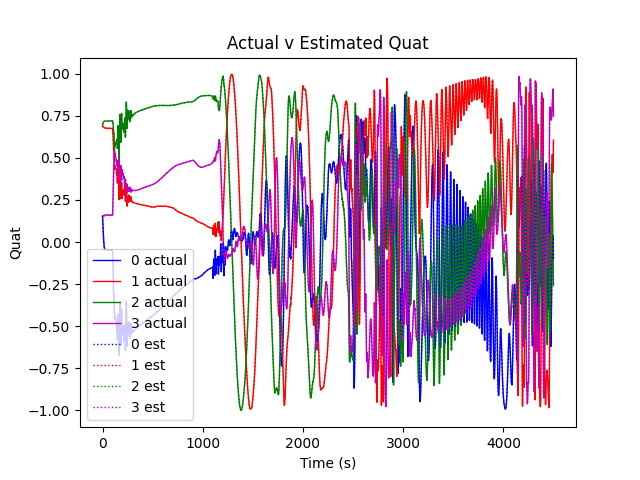 Actual v Estimated Quat
1.00
0.75
0.50
0.25
0.00
−0.25
−0.50
−0.75
−1.00
Quat
0 actual
1 actual
2 actual
3 actual
0 est
1 est
2 est
3 est
0
1000
2000
3000
4000
Time (s)